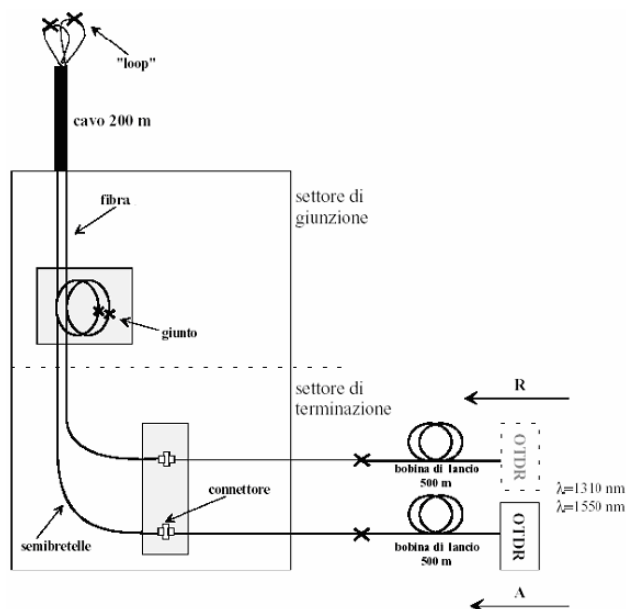 "loop"
cavo 200 m
fibra
settore di
giunzione
giunto
settore di
terminazione
R
OTDR
bobina di lancio
500 m
λ=1310 nm
λ=1550 nm
connettore
OTDR
semibretelle
bobina di lancio
500 m
A